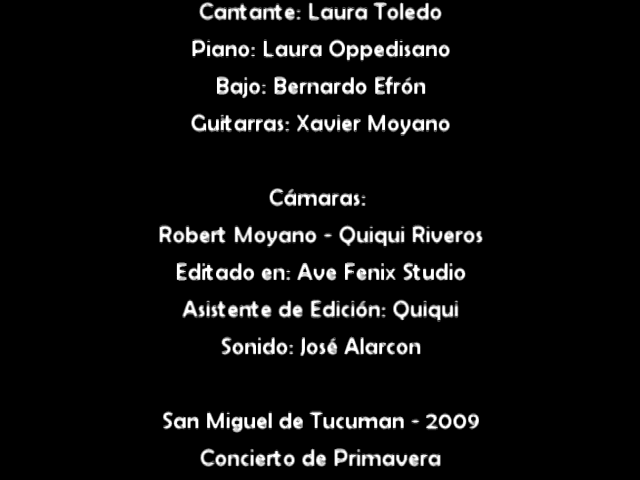 Cantante: Laura Toledo
Piano: Laura Oppedisano
Bajo: Bernardo Efrón
Guitarras: Xavier Moyano
Cámaras:
Robert Moyano - Quiqui Riveros
Editado en: Ave Fenix Studio
Asistente de Edición: Quiqui
Sonido: José Alarcon
San Miguel de Tucuman - 2009
Concierto de Primavera